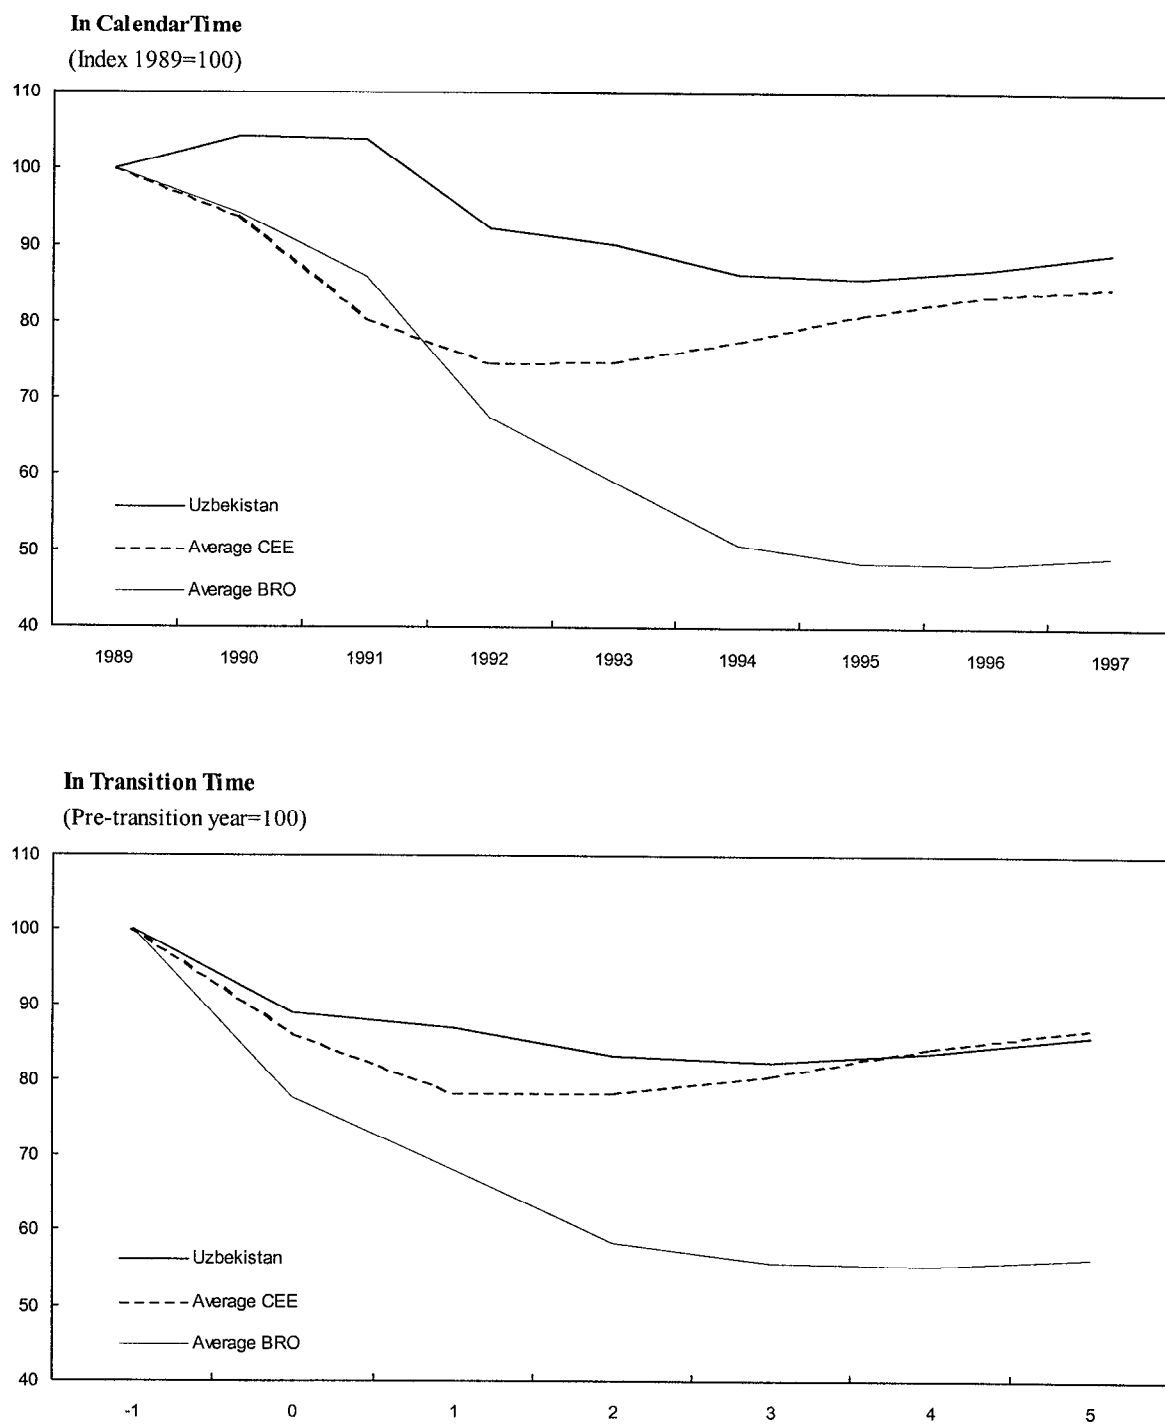 In CalendarTime
(Index 1989=100)
110
100
90
80
70
60
50
40
Uzbekistan
Average CEE
Average BRO
1989 1990 1991 1992 1993 1994 1995 1996 1997
In Transition Time
(Pre-transition year=100)
110
100
90
80
70
60
50
40
Uzbekistan
Average CEE
Average BRO
-1 0 1 2 3 4 5